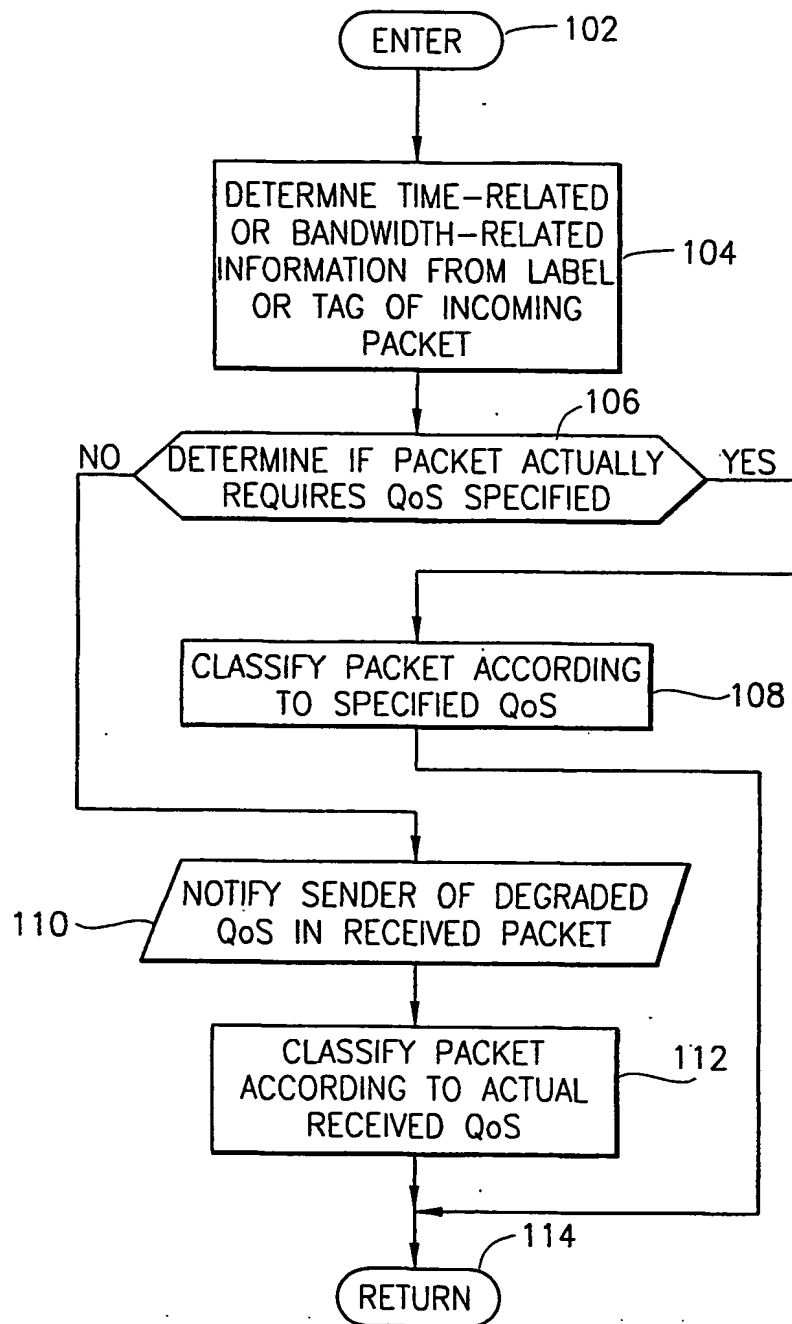 ENTER
102
DETERMNE TIME-RELATED
OR BANDWIDTH-RELATED
INFORMATION FROM LABEL
OR TAG OF INCOMING
PACKET
104
106
NO
DETERMINE IF PACKET ACTUALLY
REQUIRES QoS SPECIFIED
YES
CLASSIFY PACKET ACCORDING
TO SPECIFIED QoS
108
NOTIFY SENDER OF DEGRADED
QoS IN RECEIVED PACKET
110
CLASSIFY PACKET
ACCORDING TO ACTUAL
RECEIVED QoS
112
114
RETURN